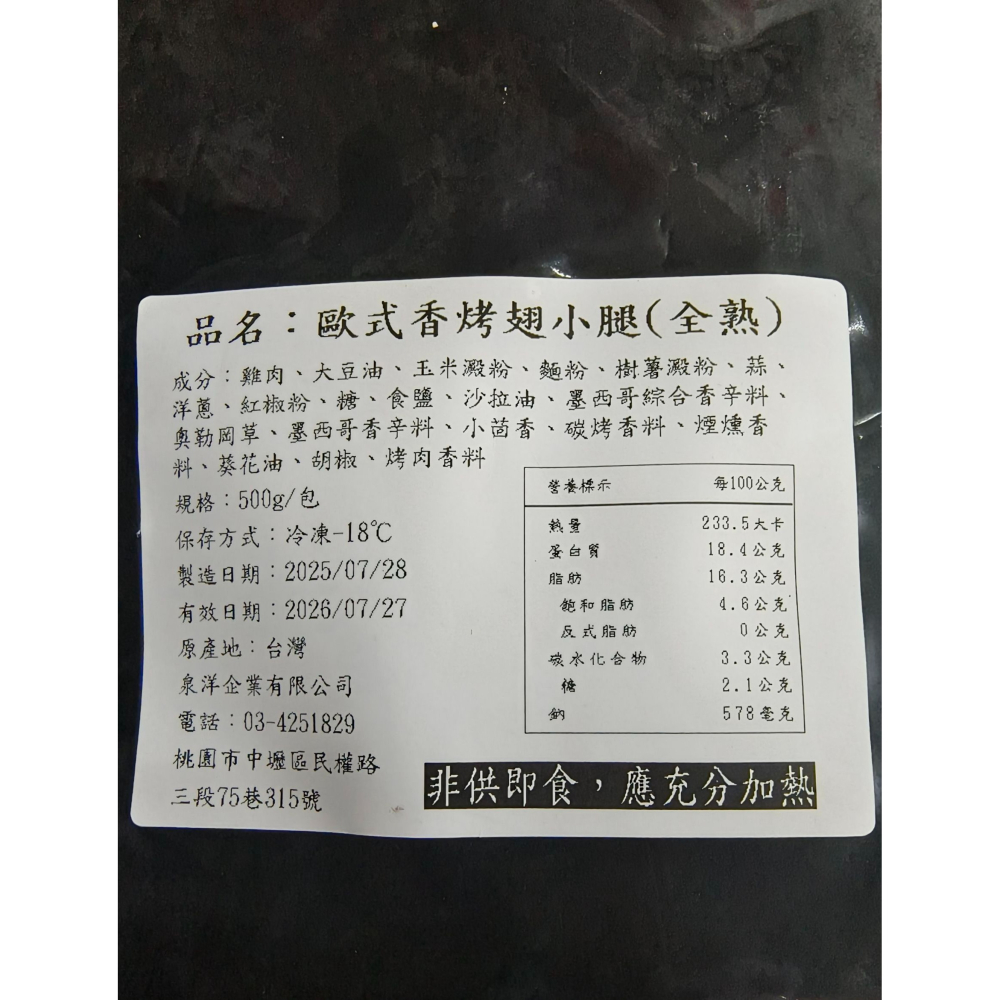 品名：歐式香烤翅小腿(全熟)
成分：雞肉、大豆油、玉米澱粉、麵粉、樹薯澱粉、蒜、
洋蔥、紅椒粉、糖、食鹽、沙拉油、墨西哥綜合香辛料、
奧勒岡草、墨西哥香辛料、小茴香、碳烤香料、煙燻香
料、葵花油、胡椒、烤肉香料
規格：500g/包
保存方式：冷凍-18℃
製造日期：2025/07/28
有效日期：2026/07/27
原產地：台灣
泉洋企業有限公司
電話：03-4251829
桃園市中壢區民權路
三段75巷315號
營養標示 每100公克
熱量 233.5大卡
蛋白質 18.4公克
脂肪 16.3公克
飽和脂肪 4.6公克
反式脂肪 0公克
碳水化合物 3.3公克
糖 2.1公克
鈉 578毫克
非供即食，應充分加熱